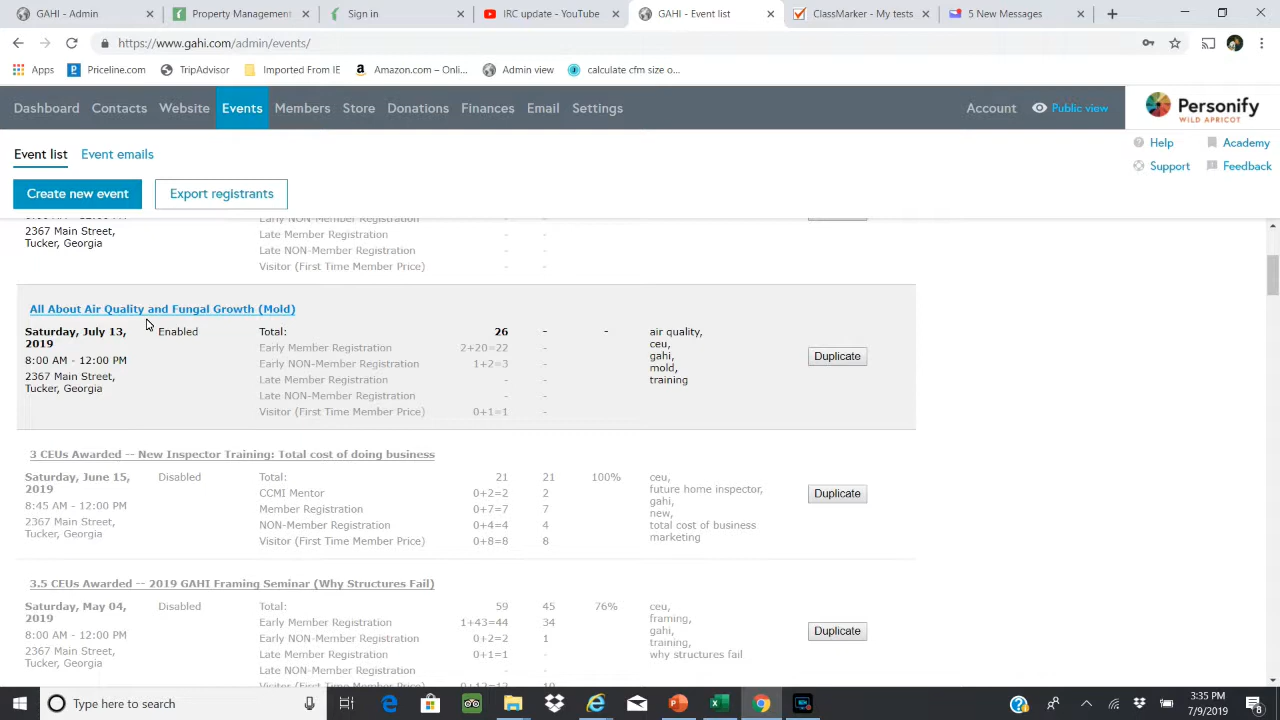 GAHI
Property Management
Sign in
IRC update - YouTube
GAHI - Event list
ClassMarker - My tests
5 New Messages
https://www.gahi.com/admin/events/
Apps
Priceline.com
TripAdvisor
Imported From IE
Amazon.com – Onli...
Admin view
calculate cfm size o...
Dashboard Contacts Website Events Members Store Donations Finances Email Settings
Account Public view
Personify
WILD APRICOT
Event list Event emails
Help Academy
Support Feedback
Create new event Export registrants
2367 Main Street,
Tucker, Georgia
Early NON-Member Registration - -
Late Member Registration - -
Late NON-Member Registration - -
Visitor (First Time Member Price) - -
All About Air Quality and Fungal Growth (Mold)
Saturday, July 13,
2019
8:00 AM - 12:00 PM
2367 Main Street,
Tucker, Georgia
Enabled
Total: 26 - -
Early Member Registration 2+20=22 -
Early NON-Member Registration 1+2=3 -
Late Member Registration - -
Late NON-Member Registration - -
Visitor (First Time Member Price) 0+1=1 -
air quality,
ceu,
gahi,
mold,
training
Duplicate
3 CEUs Awarded -- New Inspector Training: Total cost of doing business
Saturday, June 15,
2019
8:45 AM - 12:00 PM
2367 Main Street,
Tucker, Georgia
Disabled
Total: 21 21 100%
CCMI Mentor 0+2=2 2
Member Registration 0+7=7 7
NON-Member Registration 0+4=4 4
Visitor (First Time Member Price) 0+8=8 8
ceu,
future home inspector,
gahi,
new,
total cost of business
marketing
Duplicate
3.5 CEUs Awarded -- 2019 GAHI Framing Seminar (Why Structures Fail)
Saturday, May 04,
2019
8:00 AM - 12:00 PM
2367 Main Street,
Tucker, Georgia
Disabled
Total: 59 45 76%
Early Member Registration 1+43=44 34
Early NON-Member Registration 0+2=2 1
Late Member Registration 0+1=1 -
Late NON-Member Registration - -
Visitor (First Time Member Price) 0+12=12 10
ceu,
framing,
gahi,
training,
why structures fail
Duplicate
Type here to search
3:35 PM
7/9/2019
8